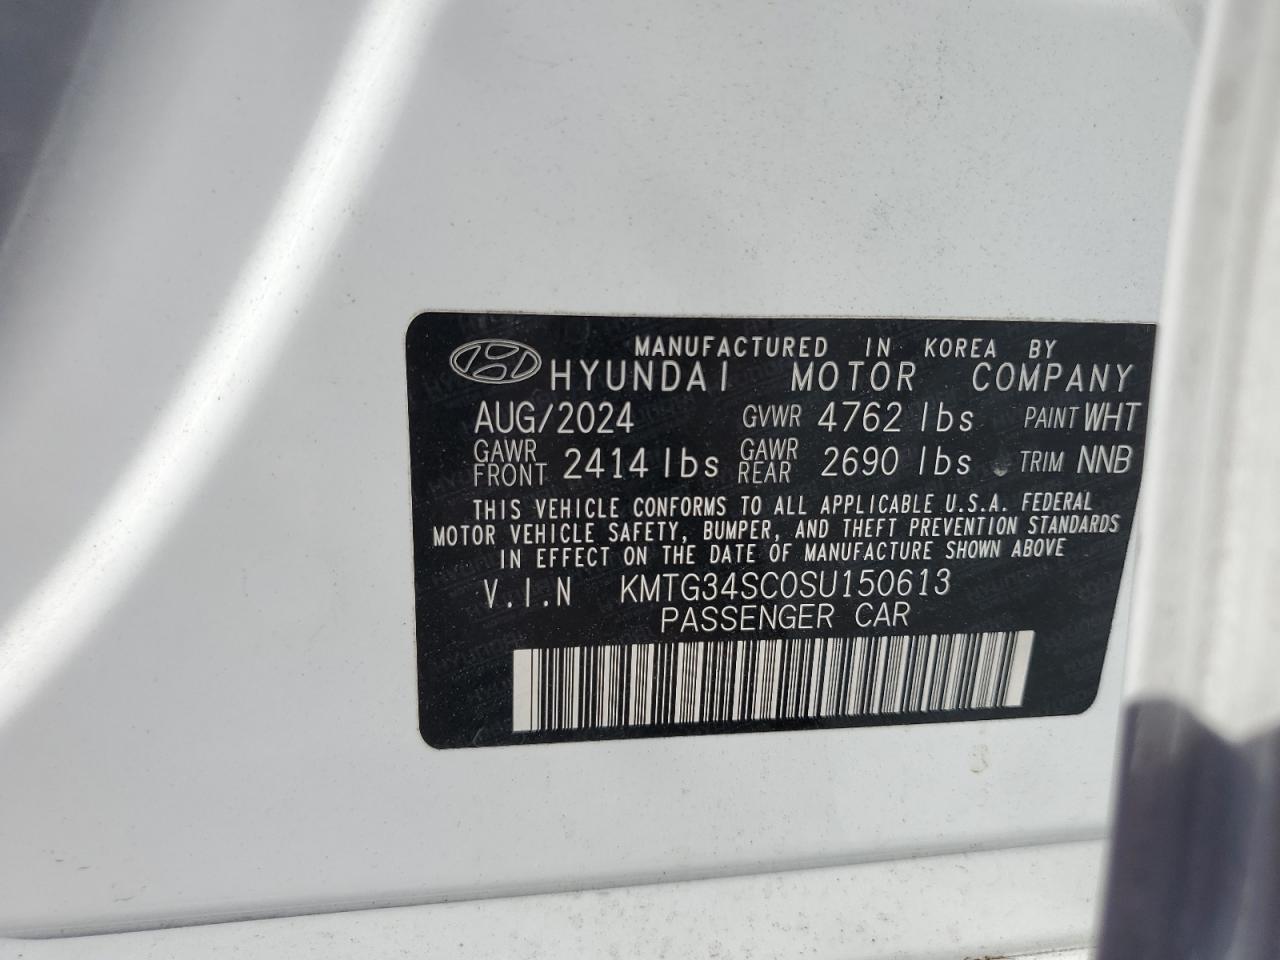 MANUFACTURED IN KOREA BY
HYUNDAI MOTOR COMPANY
AUG/2024 GVWR 4762 lbs PAINT WHT
GAWR FRONT 2414 lbs GAWR REAR 2690 lbs TRIM NNB
THIS VEHICLE CONFORMS TO ALL APPLICABLE U.S.A. FEDERAL
MOTOR VEHICLE SAFETY, BUMPER, AND THEFT PREVENTION STANDARDS
IN EFFECT ON THE DATE OF MANUFACTURE SHOWN ABOVE
V.I.N KMTG34SC0SU150613
PASSENGER CAR